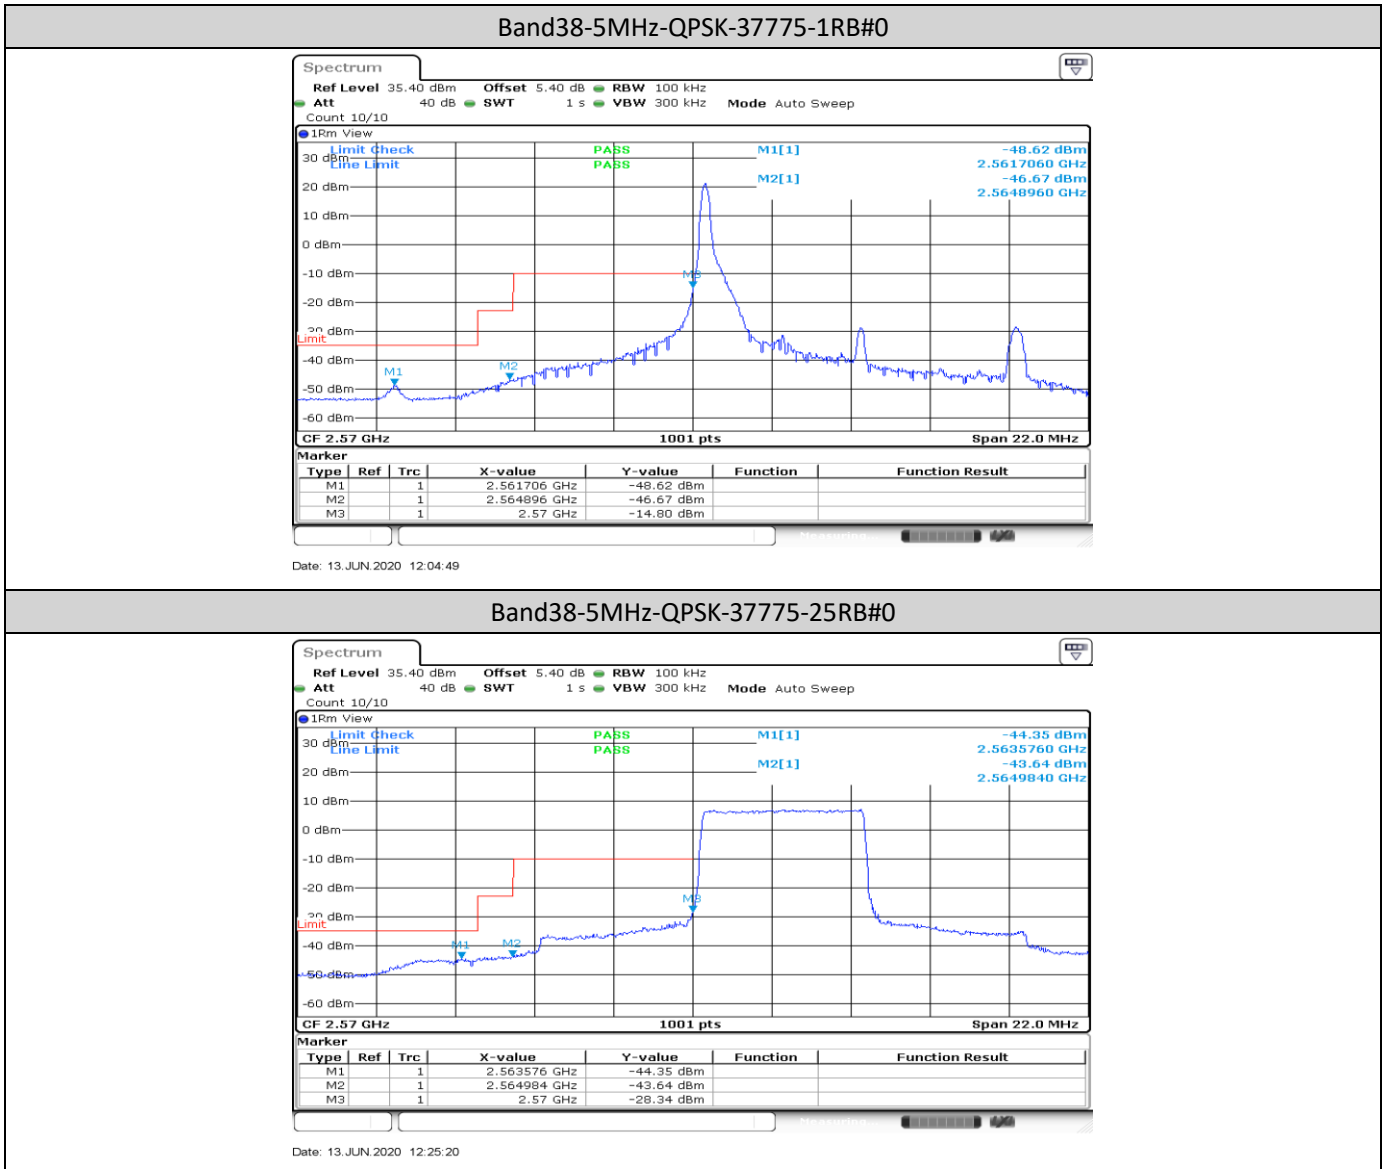 Band38-5MHz-QPSK-37775-1RB#0
Spectrum
Ref Level 35.40 dBm Offset 5.40 dB RBW 100 kHz
Att 40 dB SWT 1 s VBW 300 kHz Mode Auto Sweep
Count 10/10
1Rm View
Limit Check PASS M1[1] -48.62 dBm
30 dBm
Line Limit PASS 2.5617060 GHz
M2[1] -46.67 dBm
20 dBm
2.5648960 GHz
10 dBm
0 dBm
-10 dBm
M3
-20 dBm
-30 dBm
Limit
-40 dBm
M1
M2
-50 dBm
-60 dBm
CF 2.57 GHz 1001 pts Span 22.0 MHz
Marker
Type Ref Trc X-value Y-value Function Function Result
M1 1 2.561706 GHz -48.62 dBm
M2 1 2.564896 GHz -46.67 dBm
M3 1 2.57 GHz -14.80 dBm
Measuring...
Date: 13.JUN.2020 12:04:49
Band38-5MHz-QPSK-37775-25RB#0
Spectrum
Ref Level 35.40 dBm Offset 5.40 dB RBW 100 kHz
Att 40 dB SWT 1 s VBW 300 kHz Mode Auto Sweep
Count 10/10
1Rm View
Limit Check PASS M1[1] -44.35 dBm
30 dBm
Line Limit PASS 2.5635760 GHz
M2[1] -43.64 dBm
20 dBm
2.5649840 GHz
10 dBm
0 dBm
-10 dBm
-20 dBm
M3
-30 dBm
Limit
-40 dBm
M1 M2
-50 dBm
-60 dBm
CF 2.57 GHz 1001 pts Span 22.0 MHz
Marker
Type Ref Trc X-value Y-value Function Function Result
M1 1 2.563576 GHz -44.35 dBm
M2 1 2.564984 GHz -43.64 dBm
M3 1 2.57 GHz -28.34 dBm
Measuring...
Date: 13.JUN.2020 12:25:20